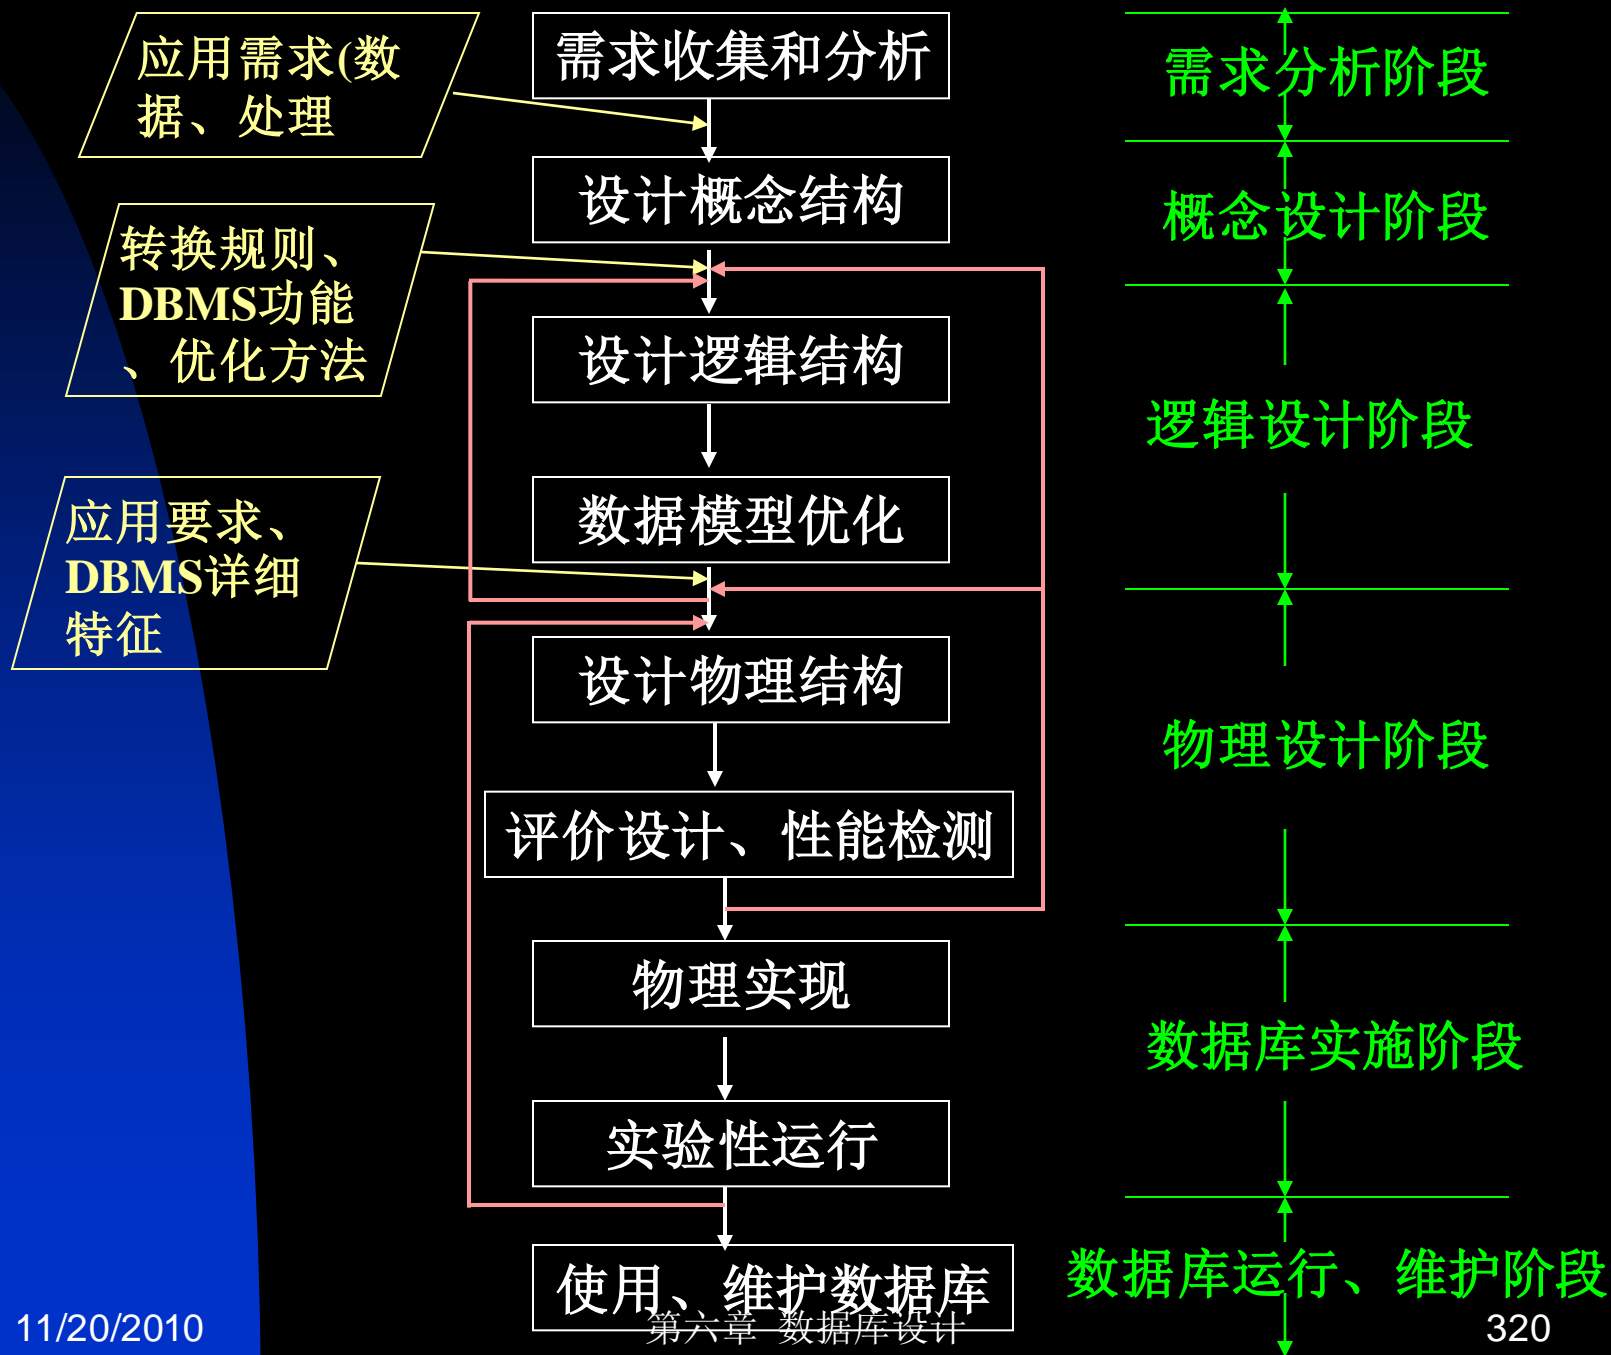 应用需求(数
据、处理
转换规则、
DBMS功能
、优化方法
应用要求、
DBMS详细
特征
需求收集和分析
设计概念结构
设计逻辑结构
数据模型优化
设计物理结构
评价设计、性能检测
物理实现
实验性运行
使用、维护数据库
需求分析阶段
概念设计阶段
逻辑设计阶段
物理设计阶段
数据库实施阶段
数据库运行、维护阶段
11/20/2010
第六章 数据库设计
320